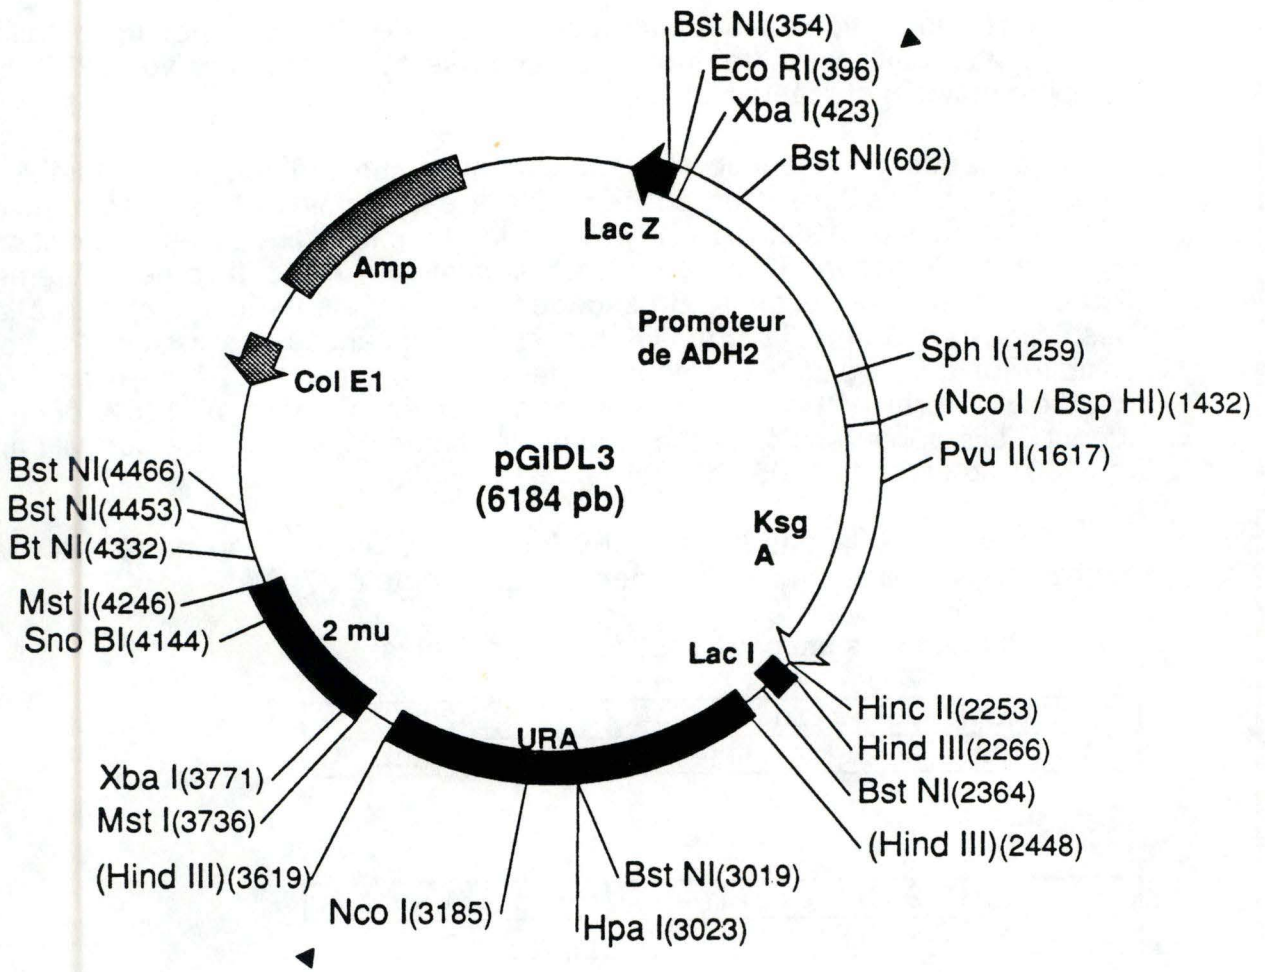 Bst NI(354)
Eco RI(396)
Xba I(423)
Bst NI(602)
Lac Z
Amp
Promoteur
de ADH2
Sph I(1259)
Col E1
(Nco I / Bsp HI)(1432)
pGIDL3
(6184 pb)
Pvu II(1617)
Bst NI(4466)
Bst NI(4453)
Bt NI(4332)
Ksg
A
Mst I(4246)
Sno BI(4144)
2 mu
Lac I
Hinc II(2253)
Hind III(2266)
URA
Xba I(3771)
Bst NI(2364)
Mst I(3736)
(Hind III)(2448)
(Hind III)(3619)
Bst NI(3019)
Nco I(3185)
Hpa I(3023)